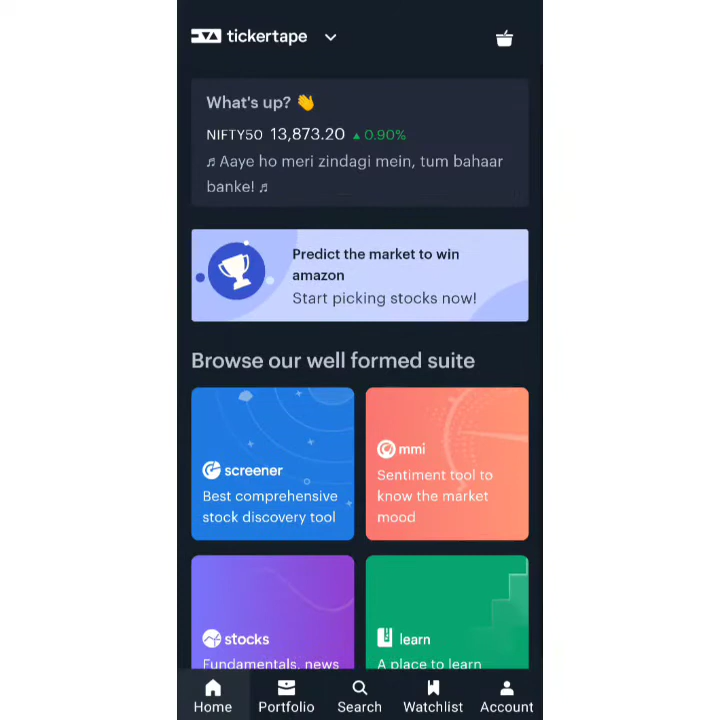 tickertape
What's up? 👋
NIFTY50 13,873.20 ▲ 0.90%
♬ Aaye ho meri zindagi mein, tum bahaar
banke! ♬
Predict the market to win
amazon
Start picking stocks now!
Browse our well formed suite
screener
Best comprehensive
stock discovery tool
mmi
Sentiment tool to
know the market
mood
stocks
Fundamentals, news
learn
A place to learn
Home Portfolio Search Watchlist Account